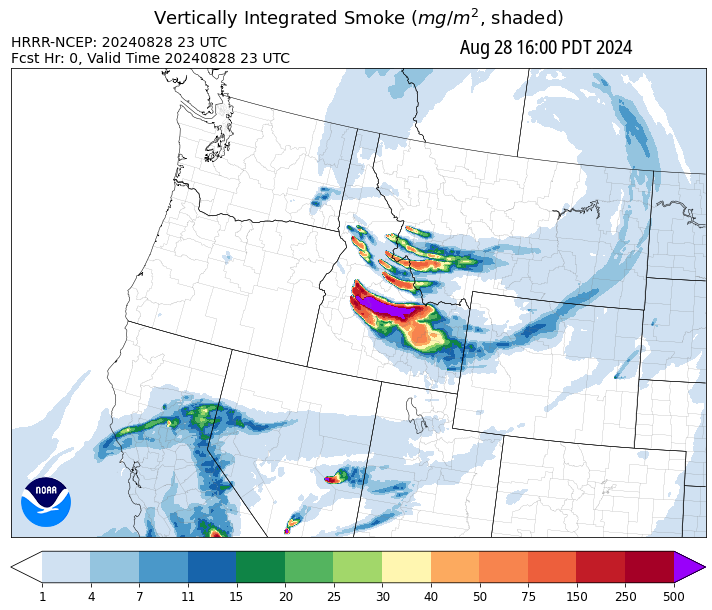 Vertically Integrated Smoke (mg/m², shaded)
HRRR-NCEP: 20240828 23 UTC
Aug 28 16:00 PDT 2024
Fcst Hr: 0, Valid Time 20240828 23 UTC
NOAA
1 4 7 11 15 20 25 30 40 50 75 150 250 500